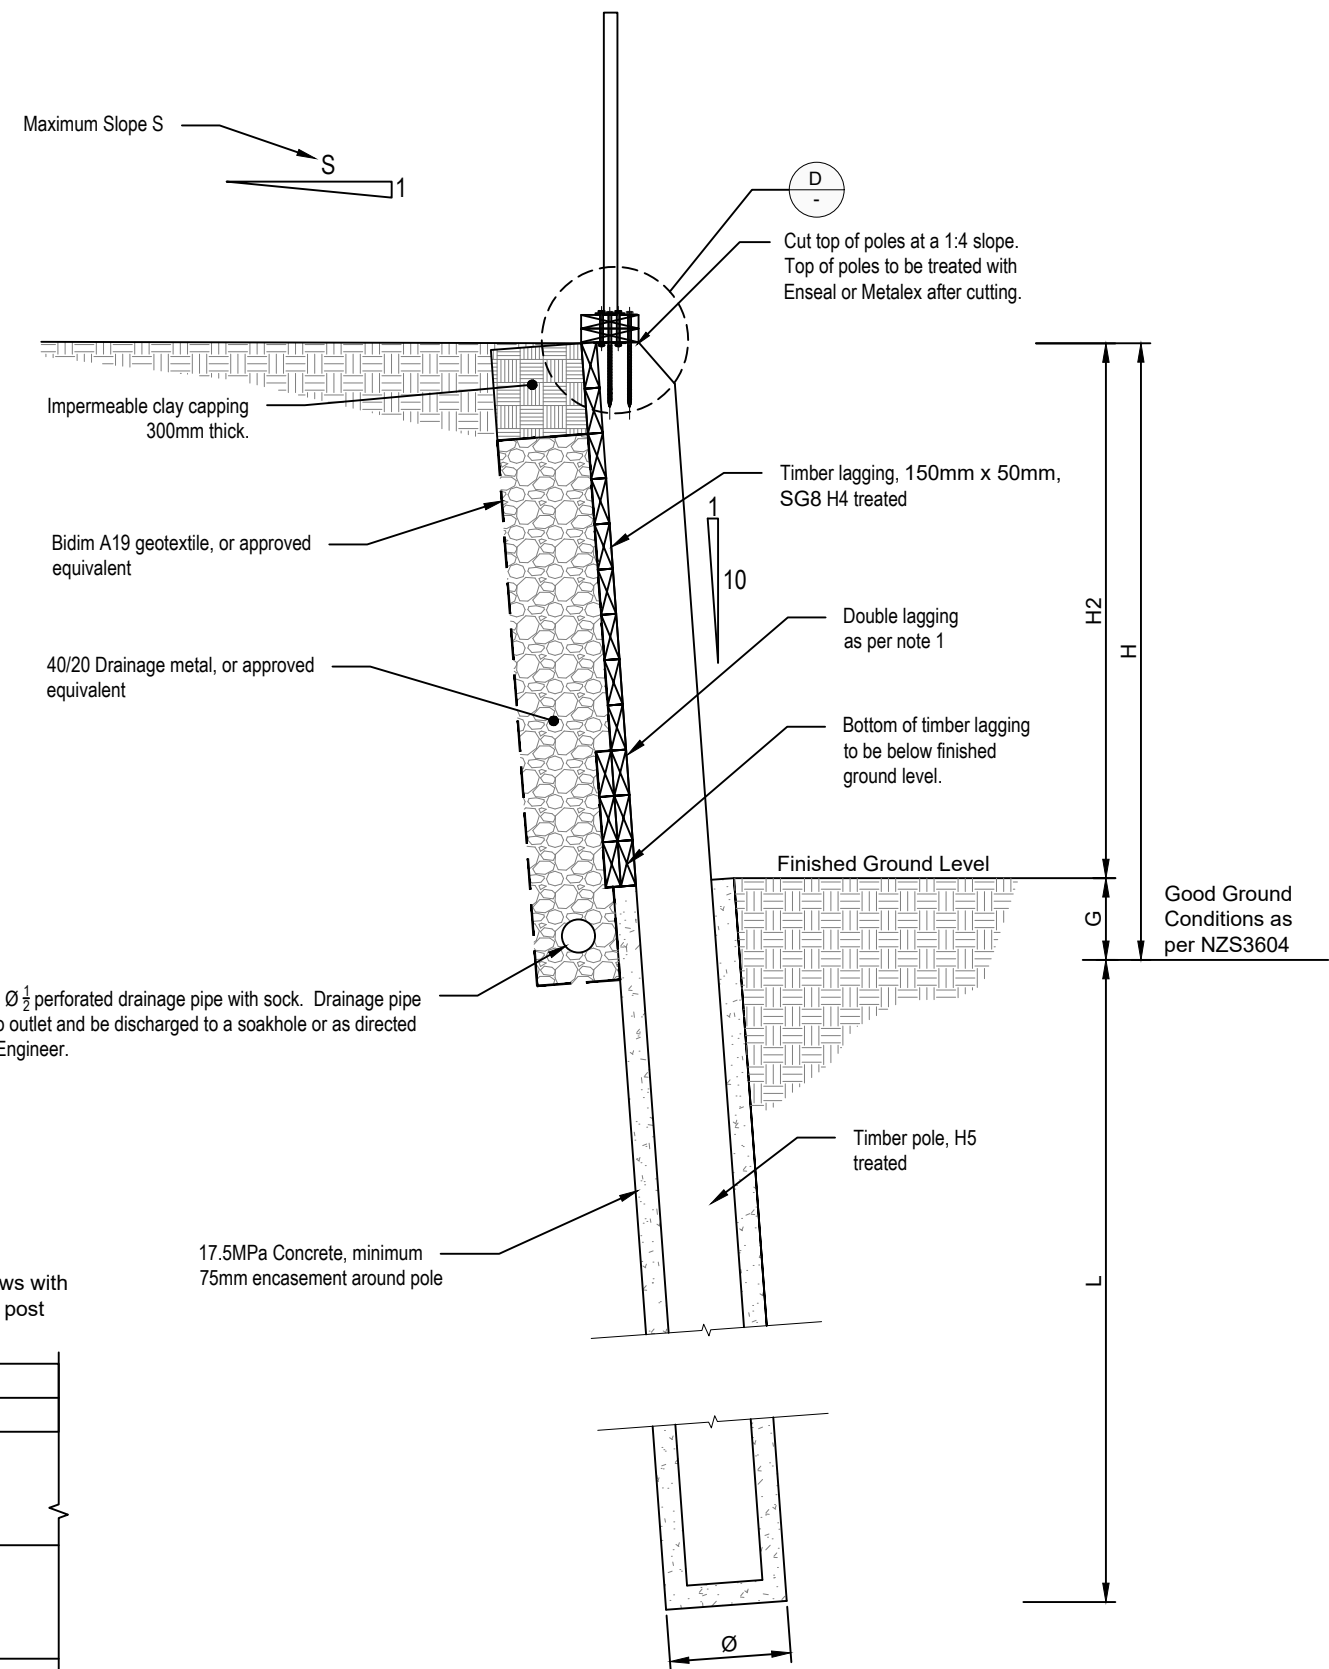 Maximum Slope S
S
1
D
-
Cut top of poles at a 1:4 slope.
Top of poles to be treated with
Enseal or Metalex after cutting.
Impermeable clay capping
300mm thick.
Timber lagging, 150mm x 50mm,
SG8 H4 treated
1
10
Bidim A19 geotextile, or approved
equivalent
H2
H
Double lagging
as per note 1
40/20 Drainage metal, or approved
equivalent
Bottom of timber lagging
to be below finished
ground level.
Finished Ground Level
G
Good Ground
Conditions as
per NZS3604
Ø ½ perforated drainage pipe with sock. Drainage pipe
outlet and be discharged to a soakhole or as directed
Engineer.
Timber pole, H5
treated
17.5MPa Concrete, minimum
75mm encasement around pole
L
with
post
Ø